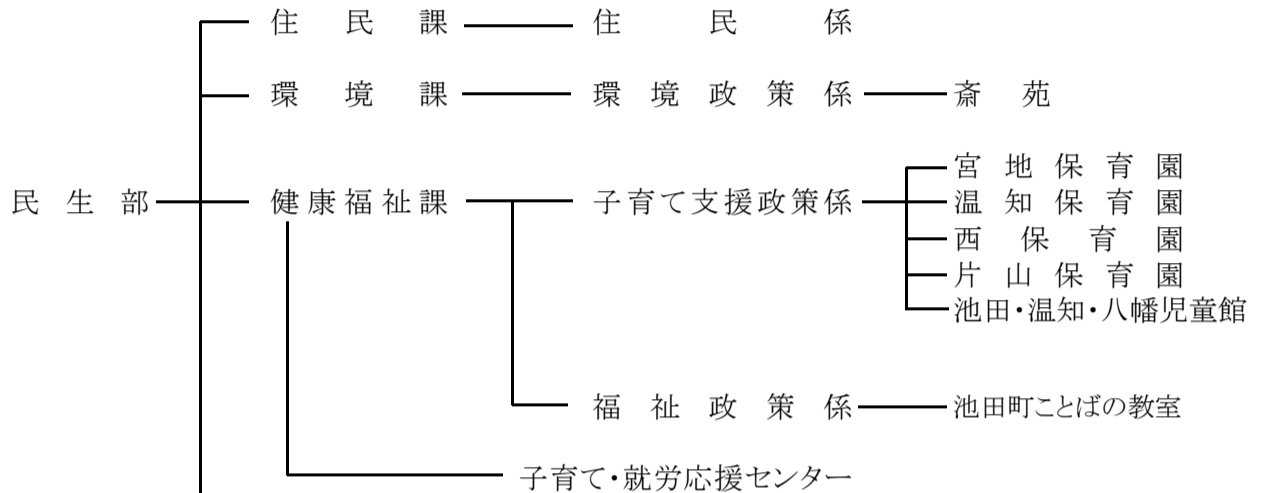 住民課 住民係
環境課 環境政策係 斎苑
宮地保育園
民生部 健康福祉課 子育て支援政策係 温知保育園
西保育園
片山保育園
池田・温知・八幡児童館
福祉政策係 池田町ことばの教室
子育て・就労応援センター